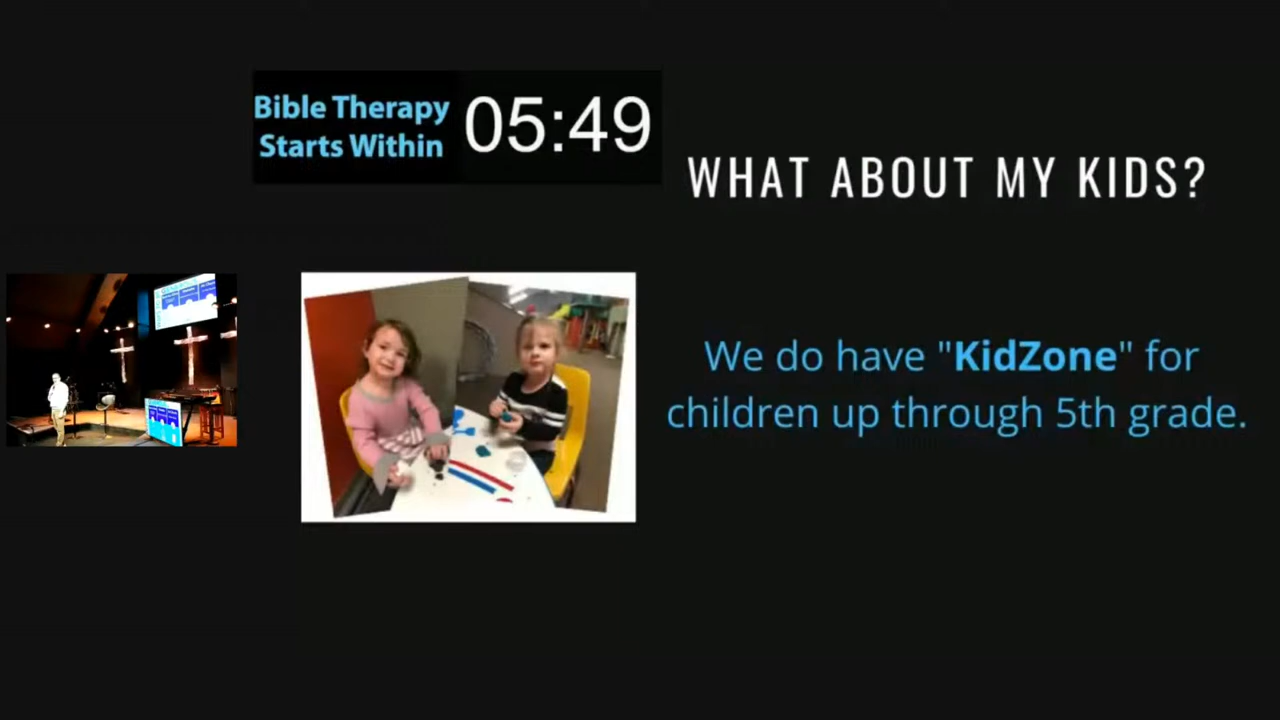 Bible Therapy
Starts Within
05:49
WHAT ABOUT MY KIDS?
We do have "KidZone" for
children up through 5th grade.